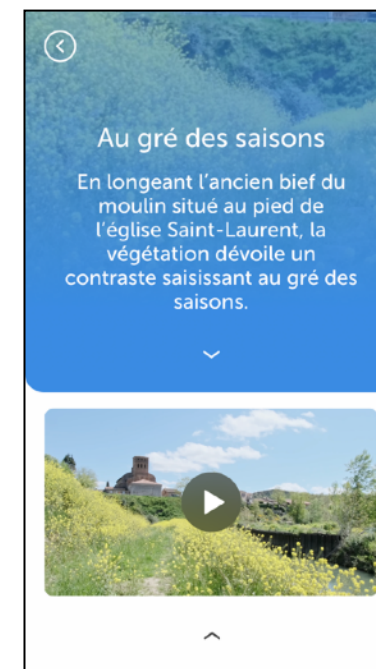 Au gré des saisons
En longeant l’ancien bief du
moulin situé au pied de
l’église Saint-Laurent, la
végétation dévoile un
contraste saisissant au gré des
saisons.